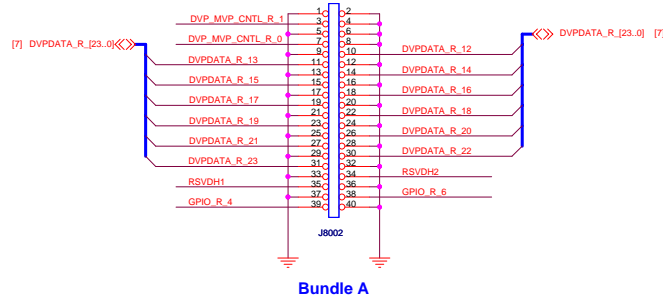 1 2
DVP_MVP_CNTL_R_1 3 4
5 6
[7] DVPDATA_R_[23..0] DVP_MVP_CNTL_R_0 7 8 DVPDATA_R_[23..0] [7]
9 10 DVPDATA_R_12
DVPDATA_R_13 11 12
13 14 DVPDATA_R_14
DVPDATA_R_15 15 16
17 18 DVPDATA_R_16
DVPDATA_R_17 19 20
21 22 DVPDATA_R_18
DVPDATA_R_19 23 24
25 26 DVPDATA_R_20
DVPDATA_R_21 27 28
29 30 DVPDATA_R_22
DVPDATA_R_23 31 32
33 34 RSVDH2
RSVDH1 35 36
37 38 GPIO_R_6
GPIO_R_4 39 40
J8002
Bundle A